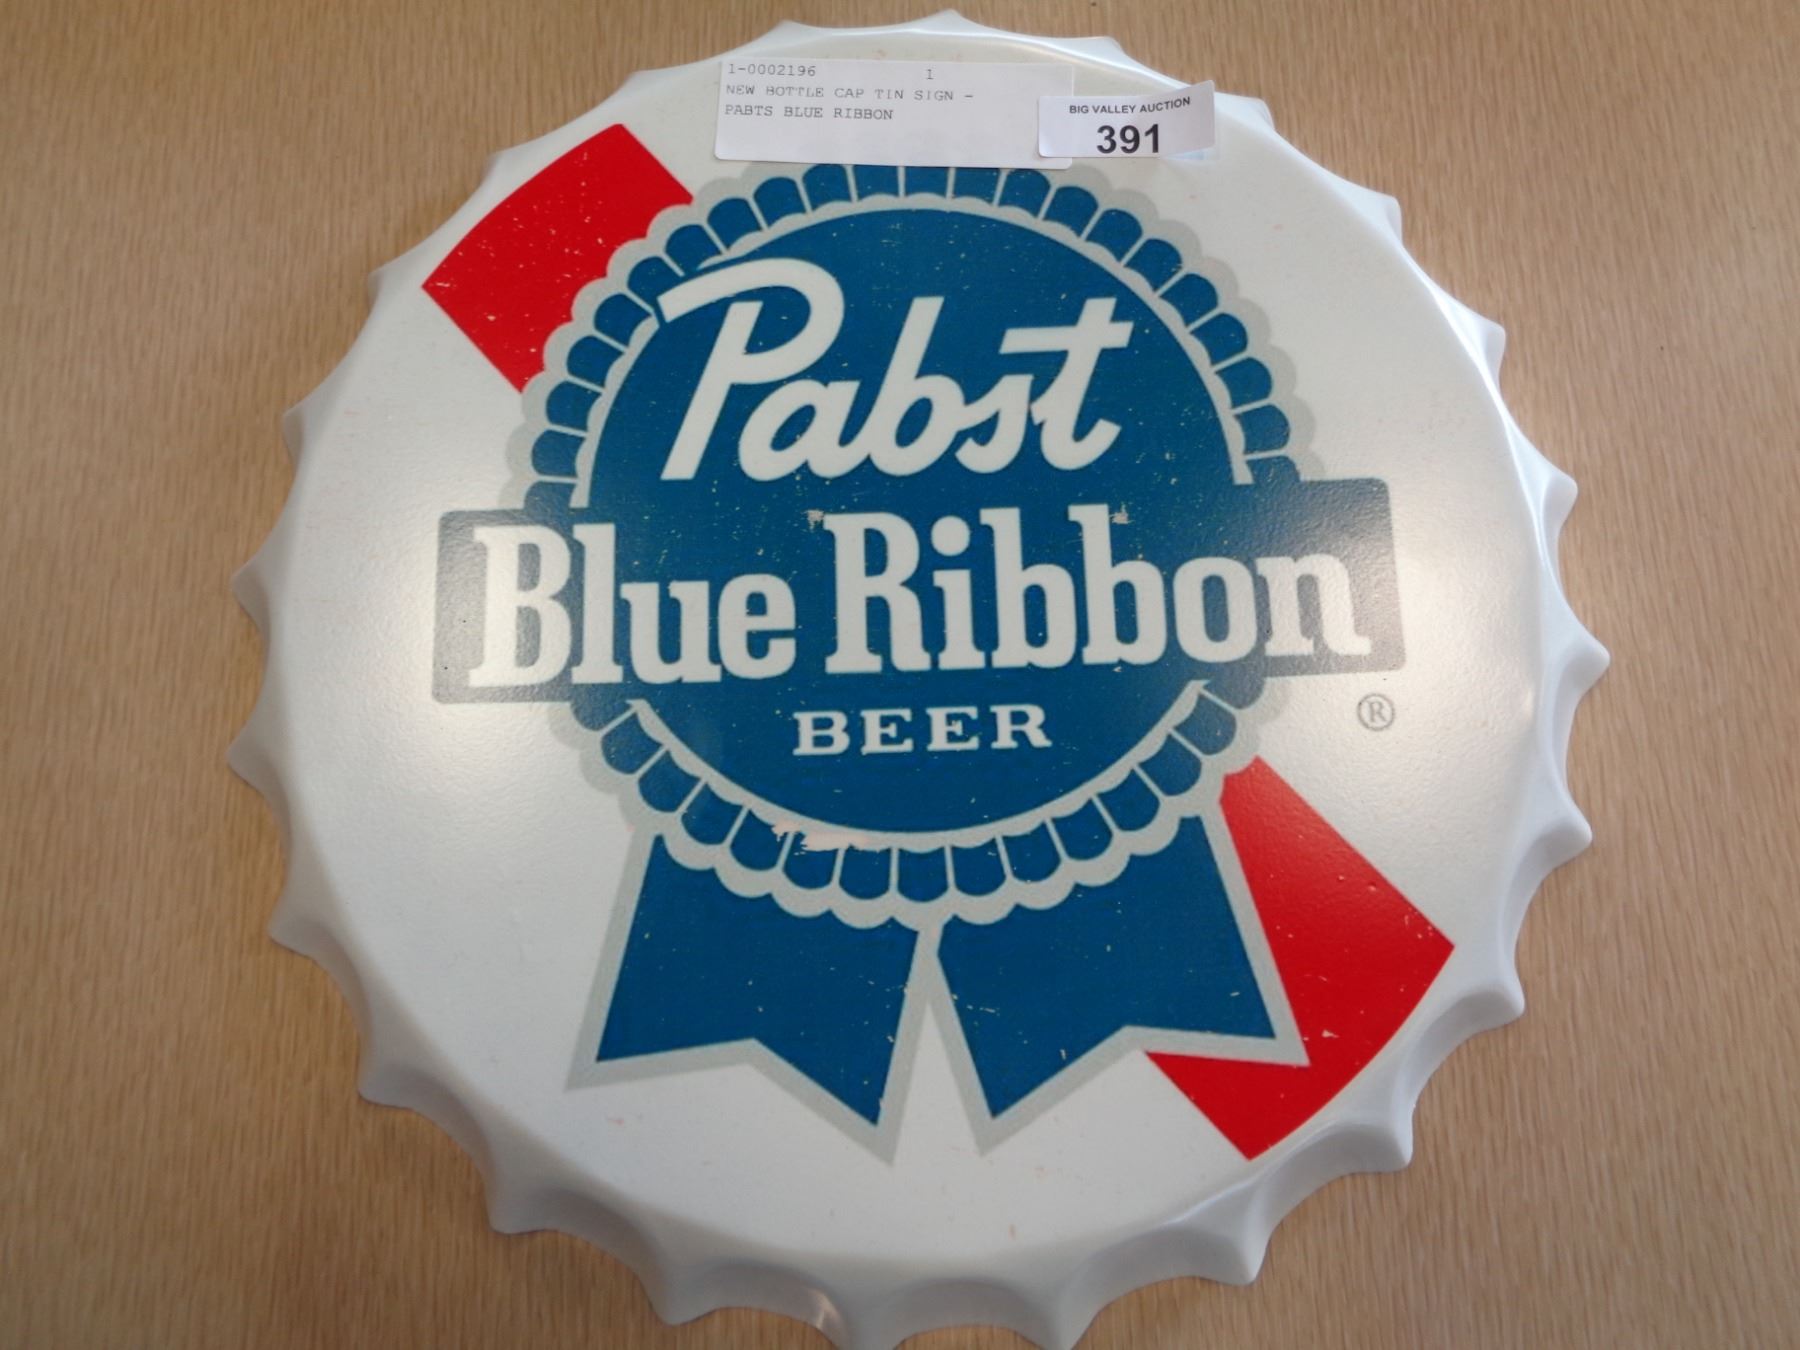 1-0002196 1
NEW BOTTLE CAP TIN SIGN -
PABTS BLUE RIBBON
BIG VALLEY AUCTION
391
Pabst
Blue Ribbon
BEER
®